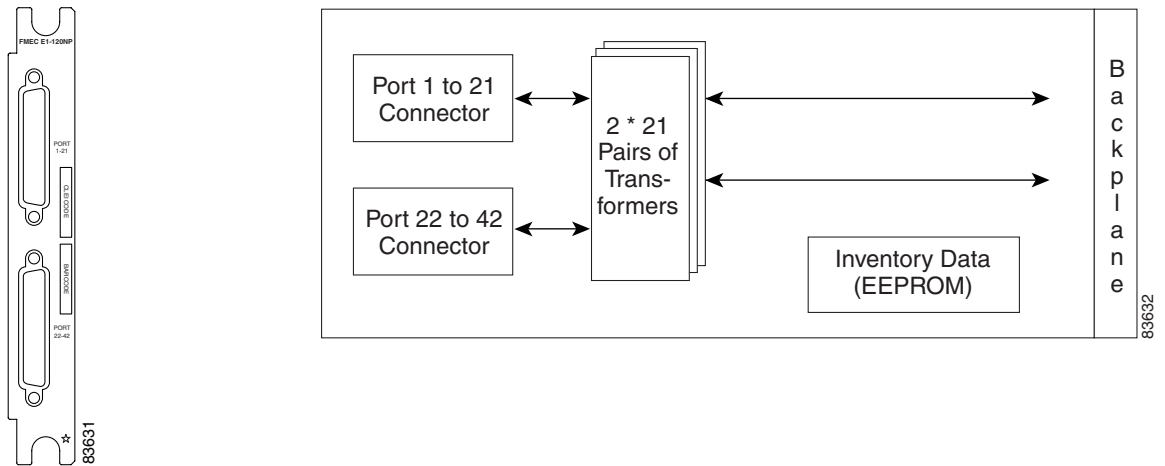 FMEC E1-120NP
PORT
1-21
CLEI CODE
BARCODE
PORT
22-42
83631
Port 1 to 21
Connector
Port 22 to 42
Connector
2 * 21
Pairs of
Trans-
formers
Inventory Data
(EEPROM)
B
a
c
k
p
l
a
n
e
83632